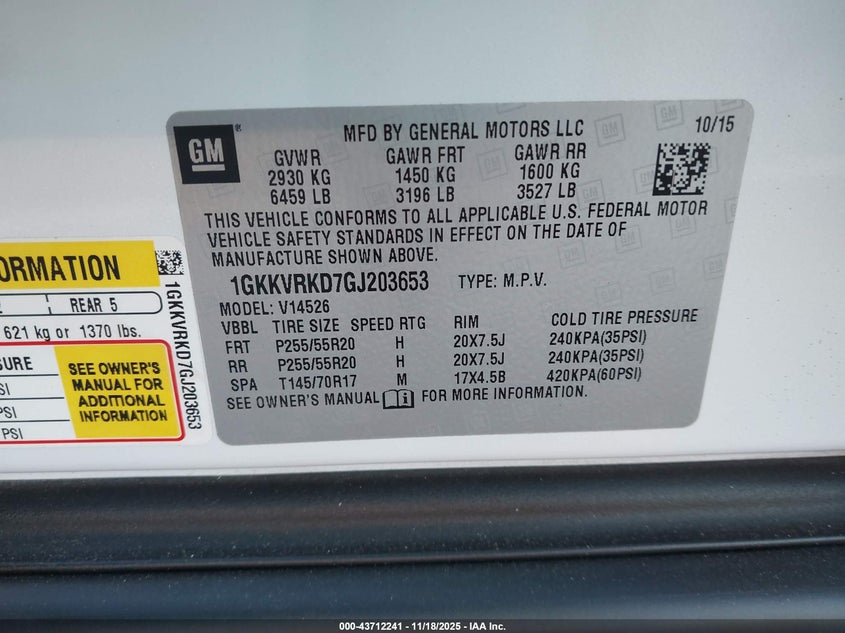 GM
MFD BY GENERAL MOTORS LLC 10/15
GVWR GAWR FRT GAWR RR
2930 KG 1450 KG 1600 KG
6459 LB 3196 LB 3527 LB
THIS VEHICLE CONFORMS TO ALL APPLICABLE U.S. FEDERAL MOTOR
VEHICLE SAFETY STANDARDS IN EFFECT ON THE DATE OF
MANUFACTURE SHOWN ABOVE.
1GKKVRKD7GJ203653 TYPE: M.P.V.
MODEL: V14526
VBBL TIRE SIZE SPEED RTG RIM COLD TIRE PRESSURE
FRT P255/55R20 H 20X7.5J 240KPA(35PSI)
RR P255/55R20 H 20X7.5J 240KPA(35PSI)
SPA T145/70R17 M 17X4.5B 420KPA(60PSI)
SEE OWNER'S MANUAL FOR MORE INFORMATION.
ORMATION
REAR 5
621 kg or 1370 lbs.
SURE
SI
PSI
PSI
SEE OWNER'S
MANUAL FOR
ADDITIONAL
INFORMATION
1GKKVRKD7GJ203653
000-43712241 - 11/18/2025 - IAA Inc.